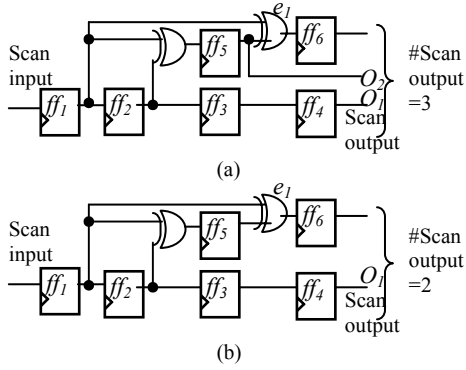 e1
Scan
input
ff1
ff2
ff5
ff3
ff6
ff4
O2
O1
Scan
output
#Scan
output
=3
(a)
e1
Scan
input
ff1
ff2
ff5
ff3
ff6
ff4
O1
Scan
output
#Scan
output
=2
(b)